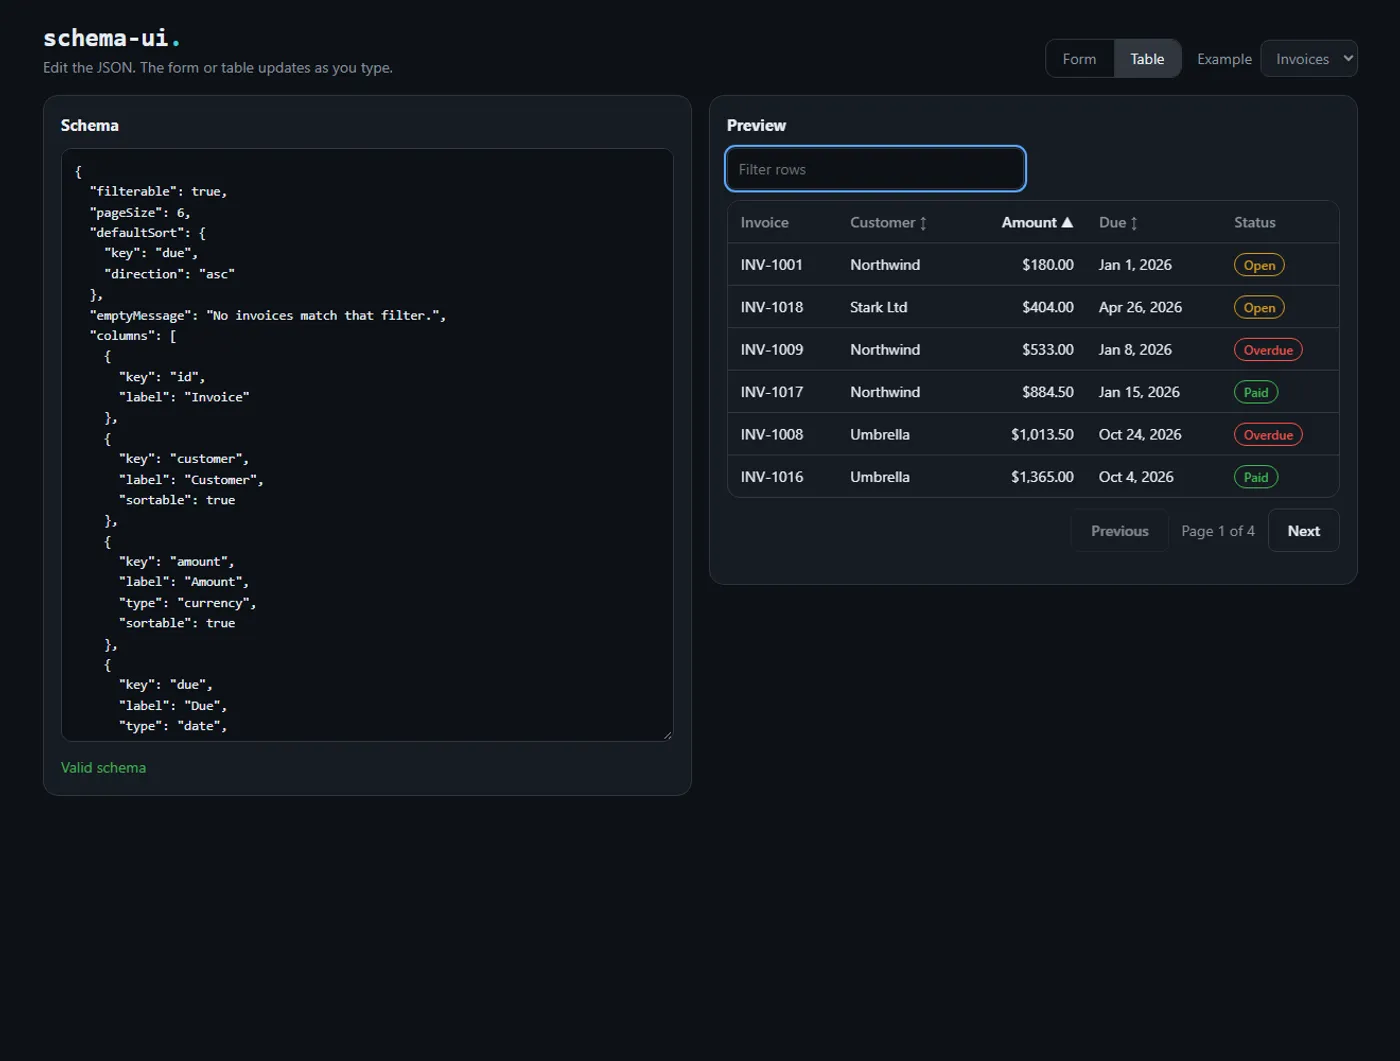 schema-ui.
Edit the JSON. The form or table updates as you type.
Form Table Example Invoices
Schema
{
  "filterable": true,
  "pageSize": 6,
  "defaultSort": {
    "key": "due",
    "direction": "asc"
  },
  "emptyMessage": "No invoices match that filter.",
  "columns": [
    {
      "key": "id",
      "label": "Invoice"
    },
    {
      "key": "customer",
      "label": "Customer",
      "sortable": true
    },
    {
      "key": "amount",
      "label": "Amount",
      "type": "currency",
      "sortable": true
    },
    {
      "key": "due",
      "label": "Due",
      "type": "date",
Valid schema
Preview
Filter rows
Invoice Customer ↕ Amount ▲ Due ↕ Status
INV-1001 Northwind $180.00 Jan 1, 2026 Open
INV-1018 Stark Ltd $404.00 Apr 26, 2026 Open
INV-1009 Northwind $533.00 Jan 8, 2026 Overdue
INV-1017 Northwind $884.50 Jan 15, 2026 Paid
INV-1008 Umbrella $1,013.50 Oct 24, 2026 Overdue
INV-1016 Umbrella $1,365.00 Oct 4, 2026 Paid
Previous Page 1 of 4 Next